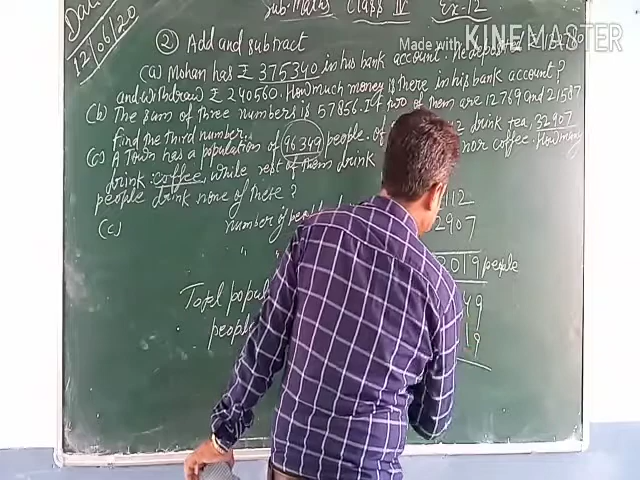 Sub-Maths Class IV Ex-12
Date
12/06/20
Made with KINEMASTER
② Add and subtract
(a) Mohan has ₹ 375340 in his bank account. He deposited ₹
and withdraw ₹ 240560. How much money is there in his bank account?
(b) The sum of three numbers is 57856. If two of them are 12769 and 21587
find the third number.
(c) A Town has a population of 96349 people. of 12 drink tea, 32907
drink coffee, while rest of them drink nor coffee. How many
people drink none of these?
(c) number of people 112
" 2907
2019 people
Total popul 49
people 19